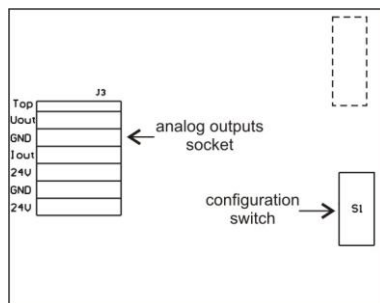 J3
Top
Uout
GND
Iout
24V
GND
24V
analog outputs
socket
configuration
switch
S1